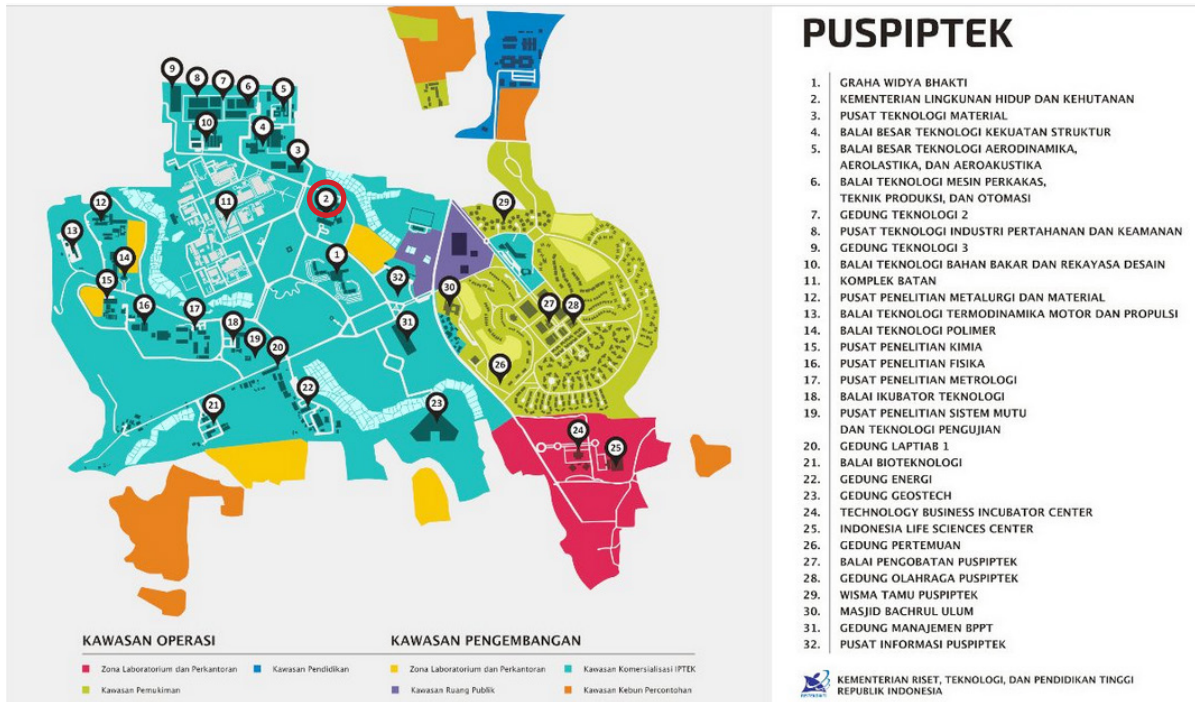 PUSPIPTEK
1. GRAHA WIDYA BHAKTI
2. KEMENTERIAN LINGKUNAN HIDUP DAN KEHUTANAN
3. PUSAT TEKNOLOGI MATERIAL
4. BALAI BESAR TEKNOLOGI KEKUATAN STRUKTUR
5. BALAI BESAR TEKNOLOGI AERODINAMIKA,
AEROLASTIKA, DAN AEROAKUSTIKA
6. BALAI TEKNOLOGI MESIN PERKAKAS,
TEKNIK PRODUKSI, DAN OTOMASI
7. GEDUNG TEKNOLOGI 2
8. PUSAT TEKNOLOGI INDUSTRI PERTAHANAN DAN KEAMANAN
9. GEDUNG TEKNOLOGI 3
10. BALAI TEKNOLOGI BAHAN BAKAR DAN REKAYASA DESAIN
11. KOMPLEK BATAN
12. PUSAT PENELITIAN METALURGI DAN MATERIAL
13. BALAI TEKNOLOGI TERMODINAMIKA MOTOR DAN PROPULSI
14. BALAI TEKNOLOGI POLIMER
15. PUSAT PENELITIAN KIMIA
16. PUSAT PENELITIAN FISIKA
17. PUSAT PENELITIAN METROLOGI
18. BALAI IKUBATOR TEKNOLOGI
19. PUSAT PENELITIAN SISTEM MUTU
DAN TEKNOLOGI PENGUJIAN
20. GEDUNG LAPTIAB 1
21. BALAI BIOTEKNOLOGI
22. GEDUNG ENERGI
23. GEDUNG GEOSTECH
24. TECHNOLOGY BUSINESS INCUBATOR CENTER
25. INDONESIA LIFE SCIENCES CENTER
26. GEDUNG PERTEMUAN
27. BALAI PENGOBATAN PUSPIPTEK
28. GEDUNG OLAHRAGA PUSPIPTEK
29. WISMA TAMU PUSPIPTEK
30. MASJID BACHRUL ULUM
31. GEDUNG MANAJEMEN BPPT
32. PUSAT INFORMASI PUSPIPTEK
KEMENTERIAN RISET, TEKNOLOGI, DAN PENDIDIKAN TINGGI
REPUBLIK INDONESIA
9
8
7
6
5
10
4
3
2
11
12
13
14
15
16
17
18
19
20
21
22
23
1
32
31
30
29
27
28
26
24
25
KAWASAN OPERASI
Zona Laboratorium dan Perkantoran
Kawasan Pendidikan
Kawasan Pemukiman
KAWASAN PENGEMBANGAN
Zona Laboratorium dan Perkantoran
Kawasan Komersialisasi IPTEK
Kawasan Ruang Publik
Kawasan Kebun Percontohan